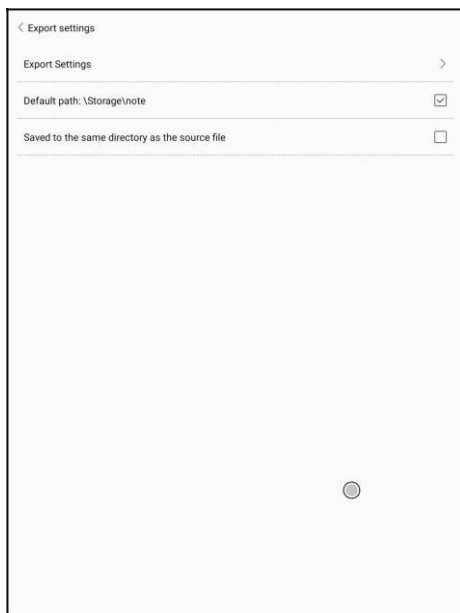 Export settings
Export Settings
Default path: \Storage\note
Saved to the same directory as the source file